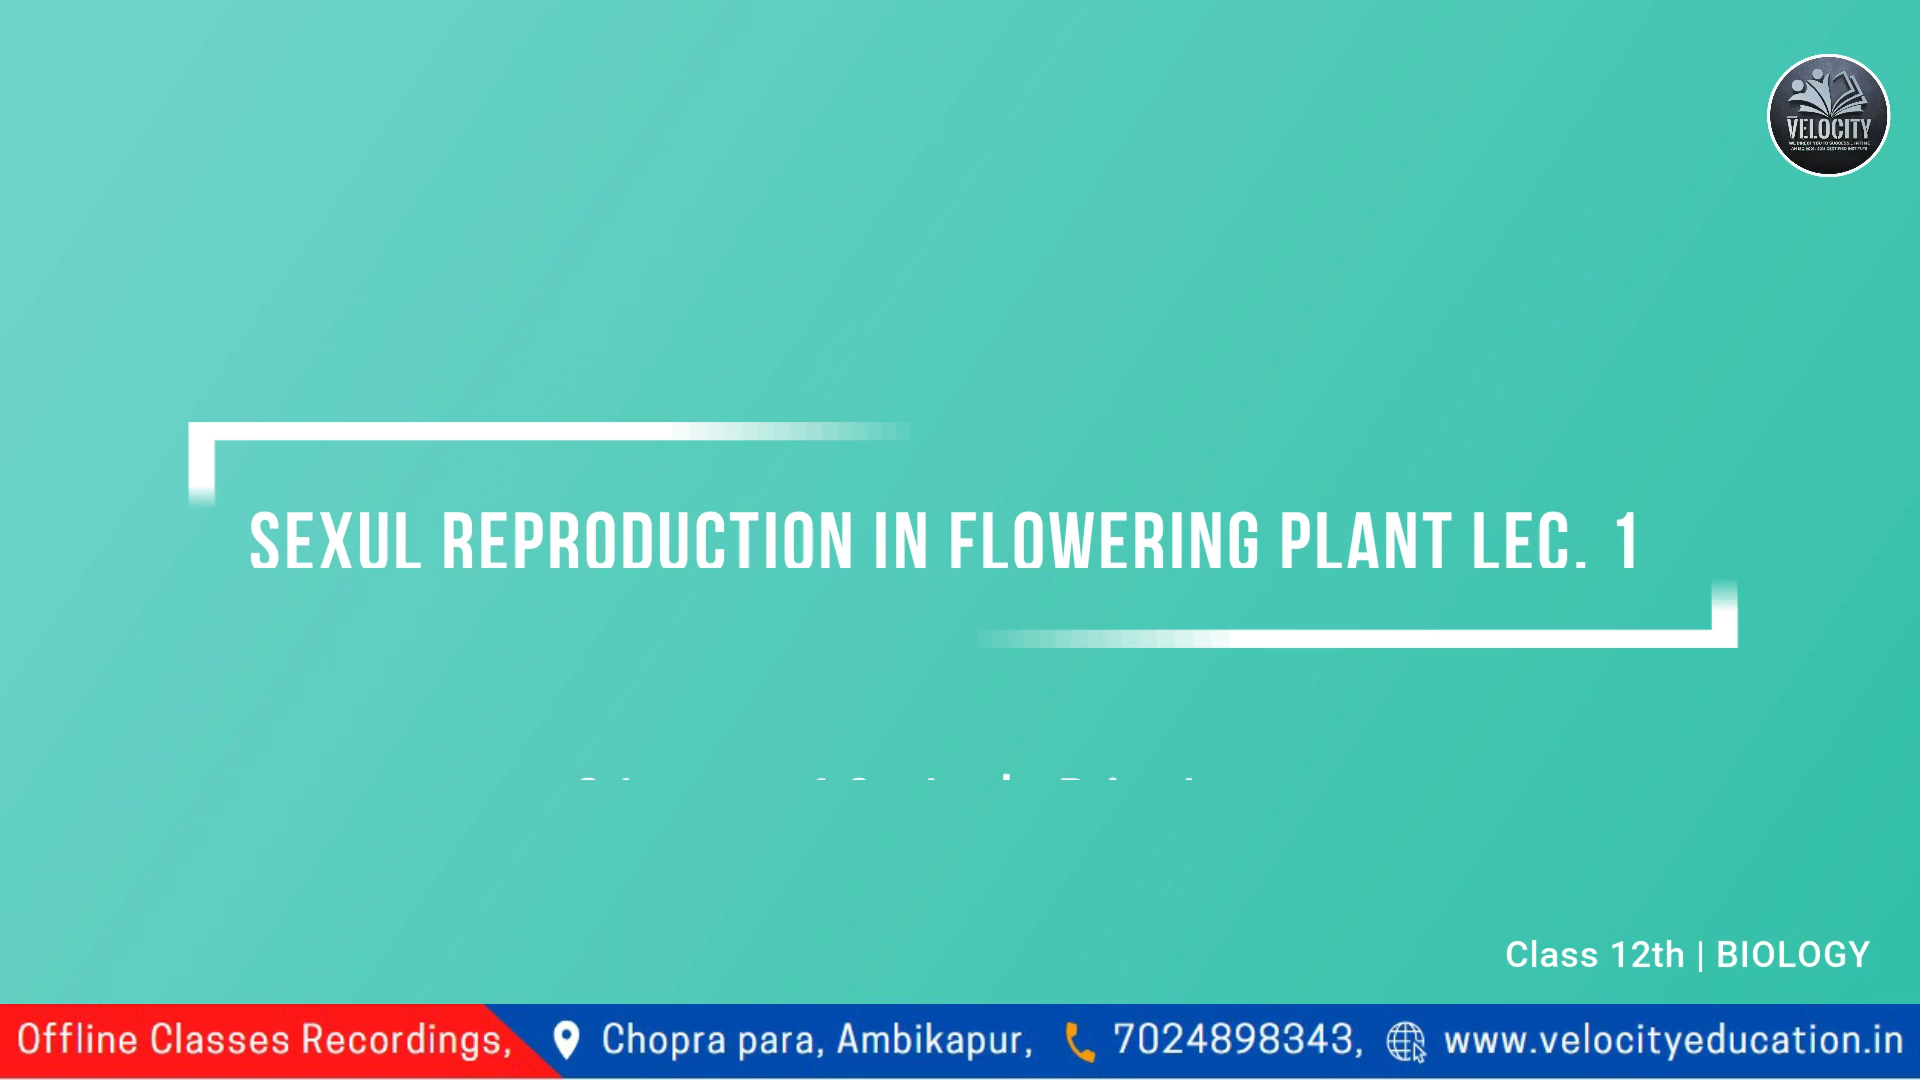 VELOCITY
SEXUL REPRODUCTION IN FLOWERING PLANT LEC. 1
Class 12th | BIOLOGY
Offline Classes Recordings, Chopra para, Ambikapur, 7024898343, www.velocityeducation.in